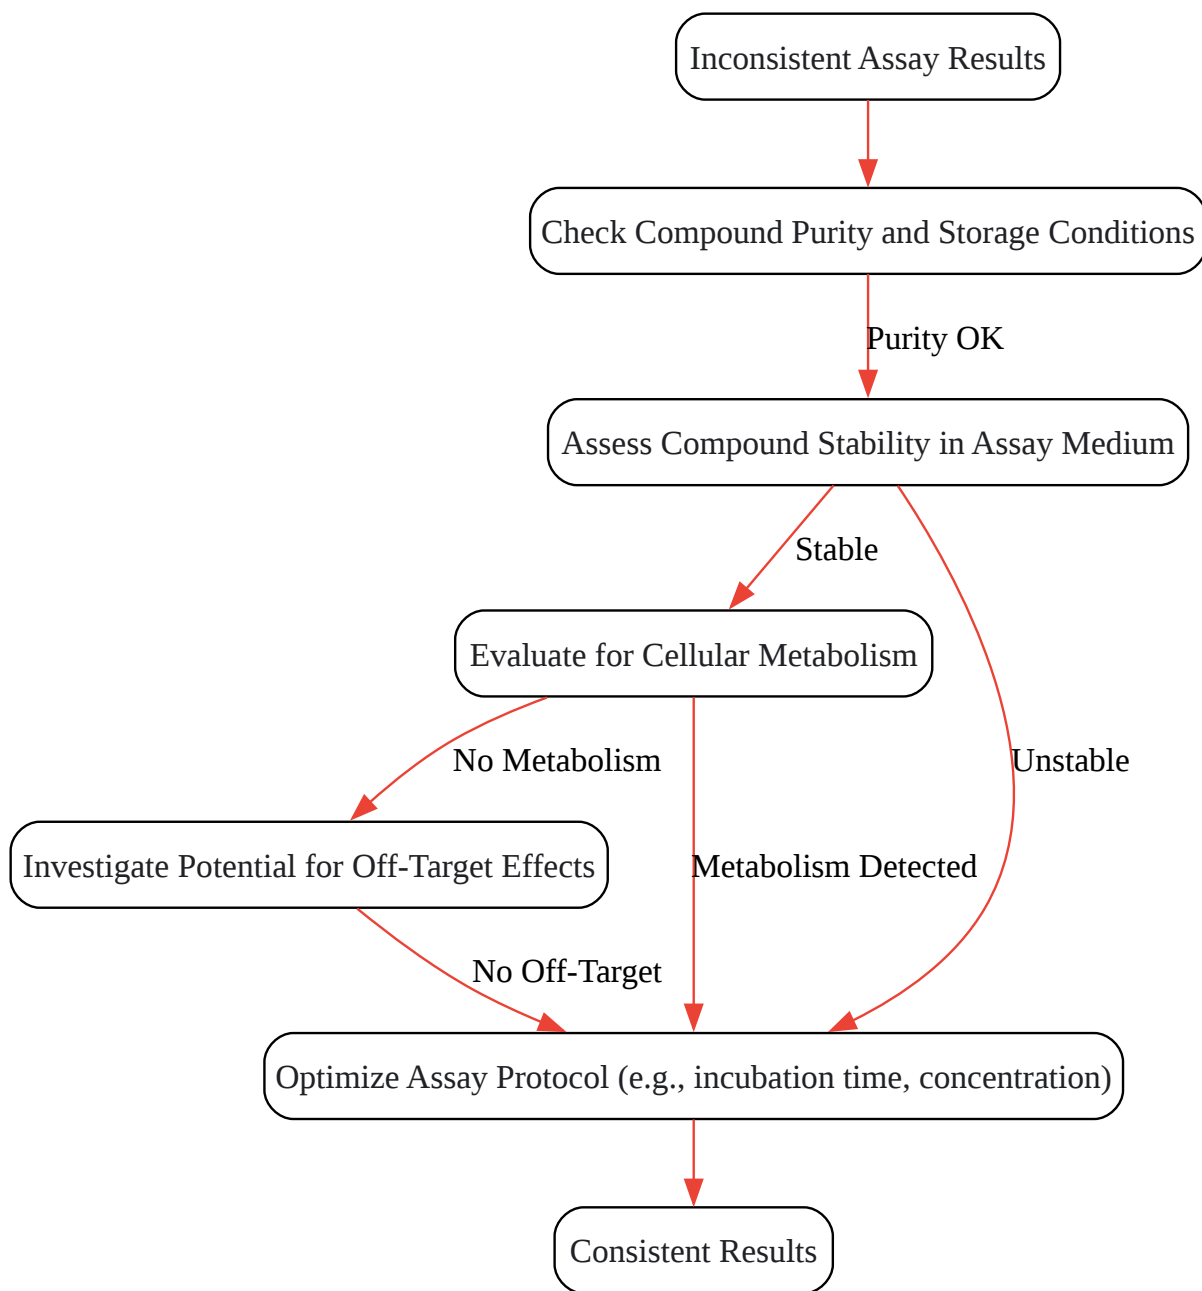 Inconsistent Assay Results
Check Compound Purity and Storage Conditions
Purity OK
Assess Compound Stability in Assay Medium
Stable
Evaluate for Cellular Metabolism
No Metabolism
Unstable
Investigate Potential for Off-Target Effects
Metabolism Detected
No Off-Target
Optimize Assay Protocol (e.g., incubation time, concentration)
Consistent Results